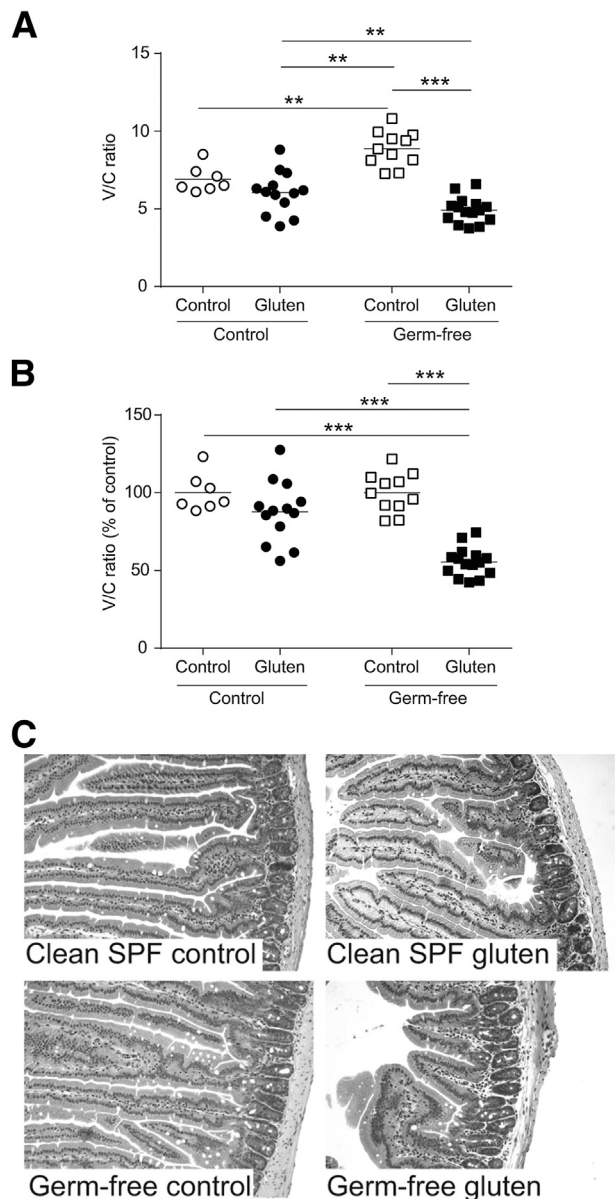 A
**
**
***
**
15
10
5
0
V/C ratio
Control Gluten Control Gluten
Control Germ-free
B
***
***
***
150
100
50
0
V/C ratio (% of control)
Control Gluten Control Gluten
Control Germ-free
C
Clean SPF control Clean SPF gluten
Germ-free control Germ-free gluten